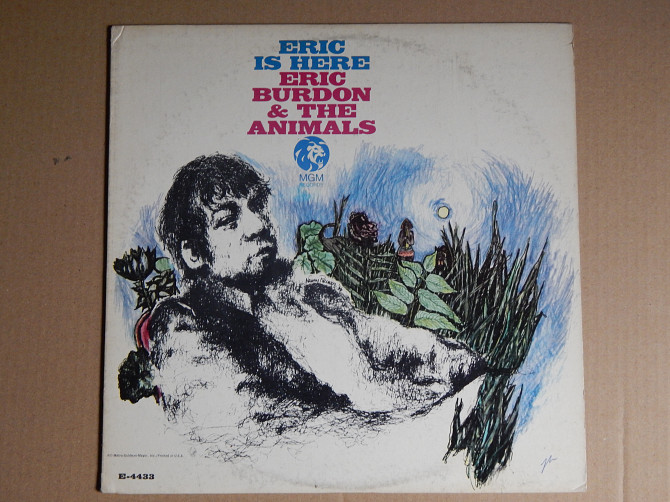 ERIC
IS HERE
ERIC
BURDON
& THE
ANIMALS
MGM
RECORDS
E-4433